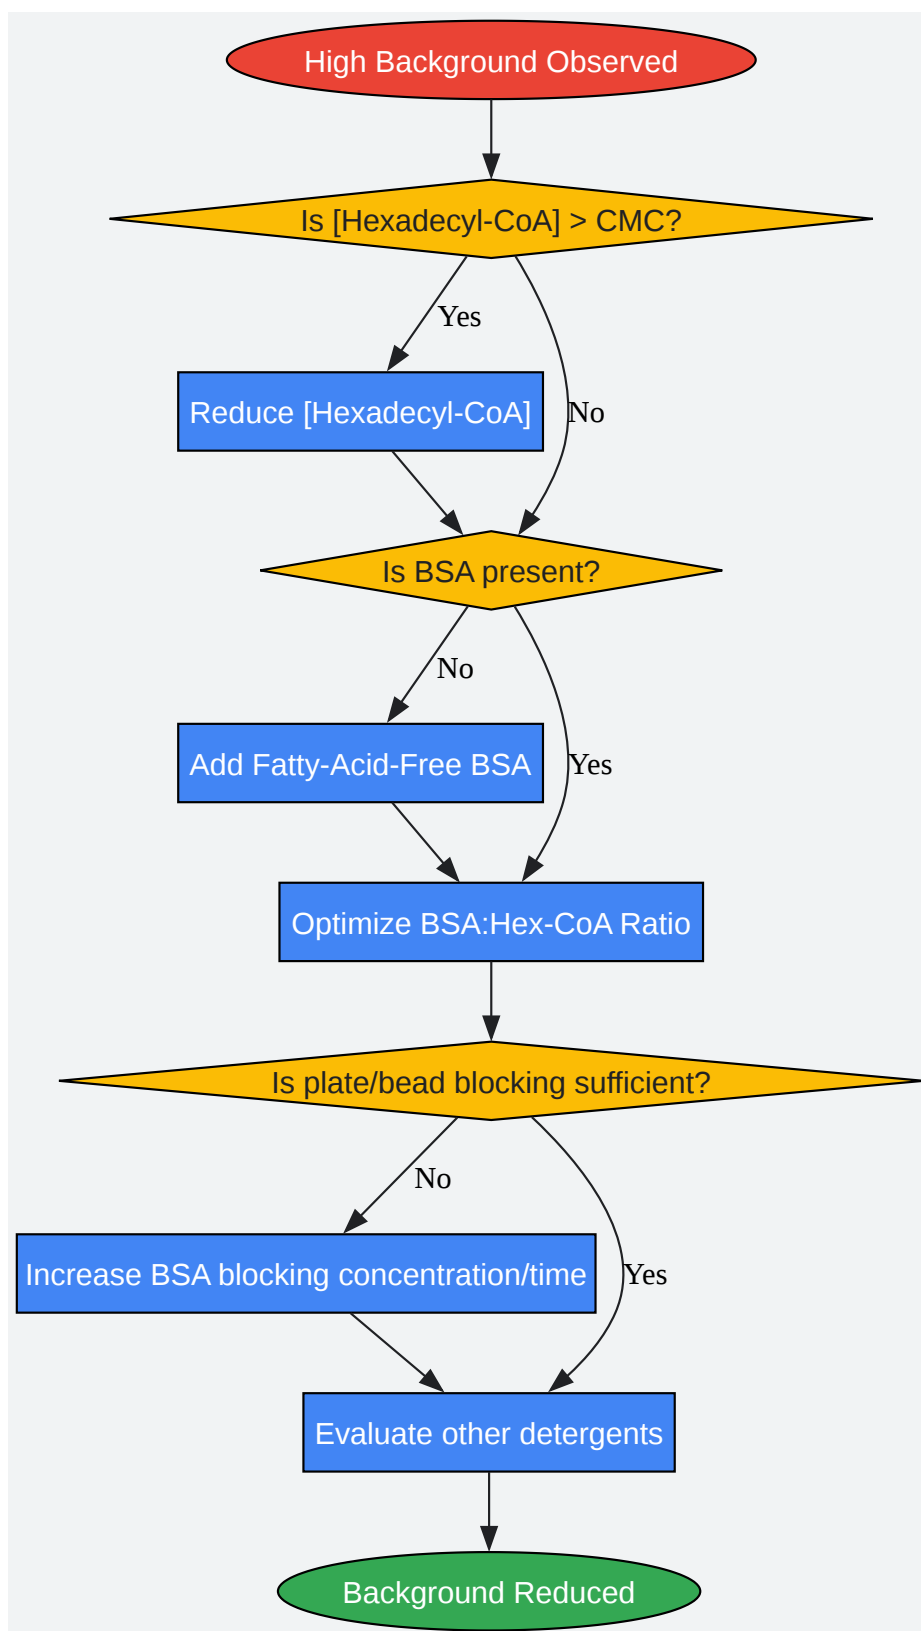 High Background Observed
Is [Hexadecyl-CoA] > CMC?
Yes
Reduce [Hexadecyl-CoA]
No
Is BSA present?
No
Add Fatty-Acid-Free BSA
Yes
Optimize BSA:Hex-CoA Ratio
Is plate/bead blocking sufficient?
No
Increase BSA blocking concentration/time
Yes
Evaluate other detergents
Background Reduced